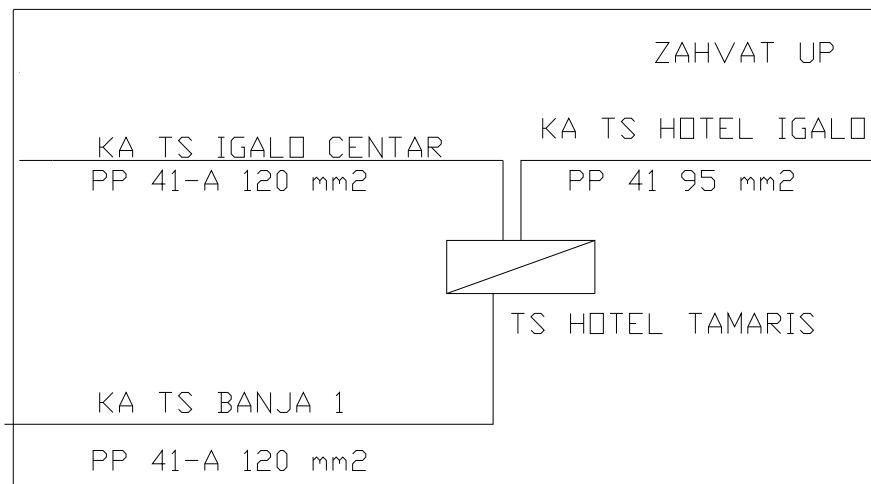 ZAHVAT UP
KA TS IGALO CENTAR
PP 41-A 120 mm2
KA TS HOTEL IGALO
PP 41 95 mm2
TS HOTEL TAMARIS
KA TS BANJA 1
PP 41-A 120 mm2